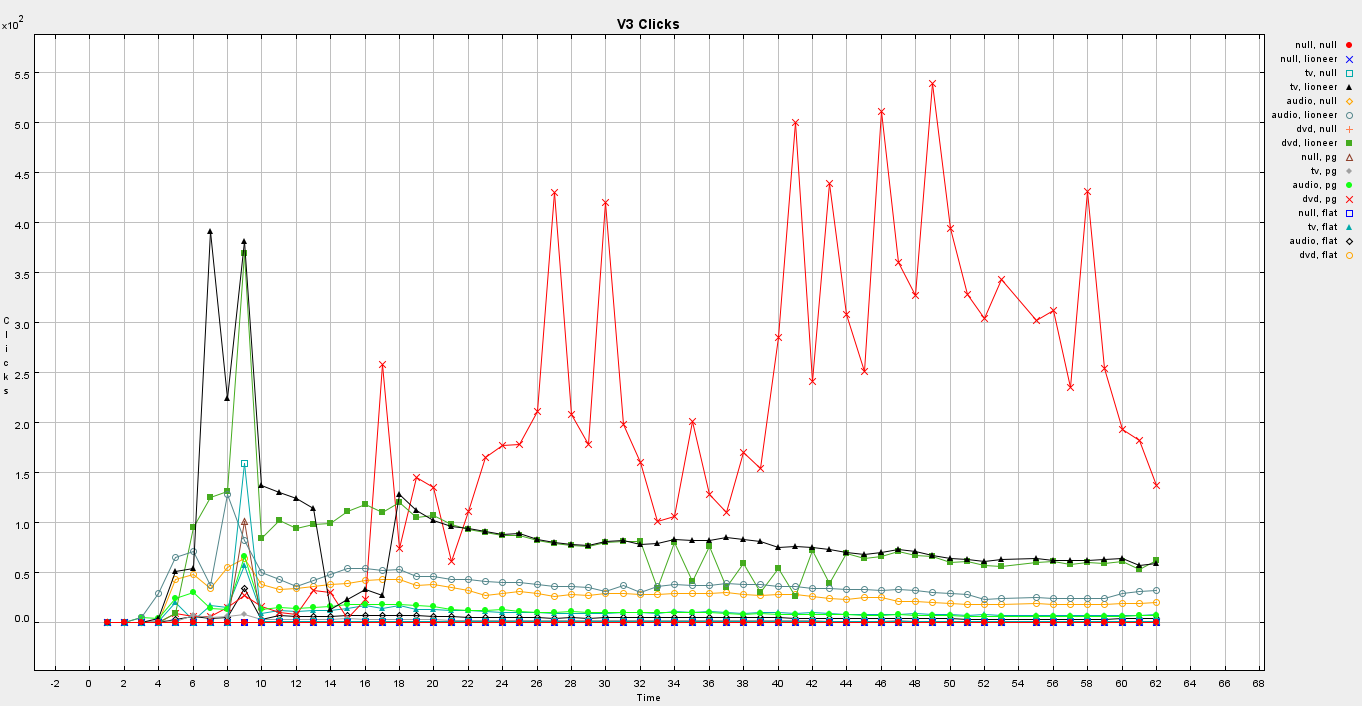 V3 Clicks
x10²
5.5
5.0
4.5
4.0
3.5
3.0
2.5
2.0
1.5
1.0
0.5
0.0
Clicks
-2 0 2 4 6 8 10 12 14 16 18 20 22 24 26 28 30 32 34 36 38 40 42 44 46 48 50 52 54 56 58 60 62 64 66 68
Time
null, null
null, lioneer
tv, null
tv, lioneer
audio, null
audio, lioneer
dvd, null
dvd, lioneer
null, pg
tv, pg
audio, pg
dvd, pg
null, flat
tv, flat
audio, flat
dvd, flat